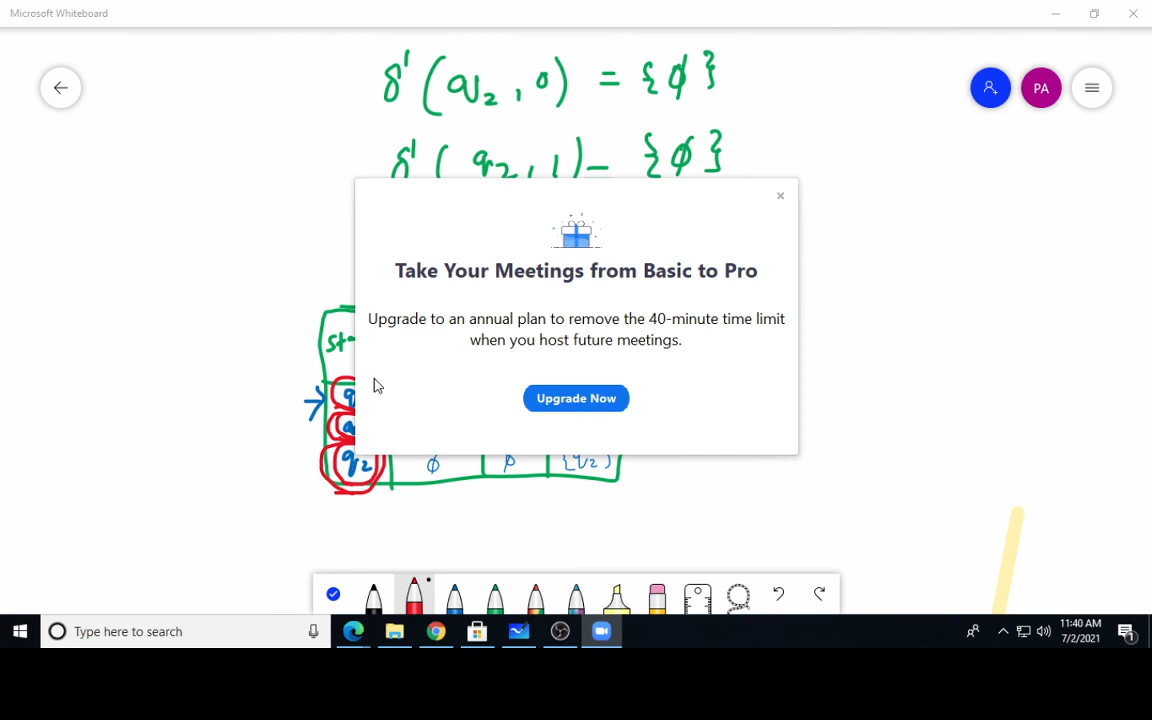 Microsoft Whiteboard
δ'(q₂, 0) = {ϕ}
PA
δ'(q₂, 1) = {ϕ}
Take Your Meetings from Basic to Pro
Upgrade to an annual plan to remove the 40-minute time limit
when you host future meetings.
Upgrade Now
st
q₂ ϕ ϕ {q₂}
Type here to search
11:40 AM
7/2/2021
1